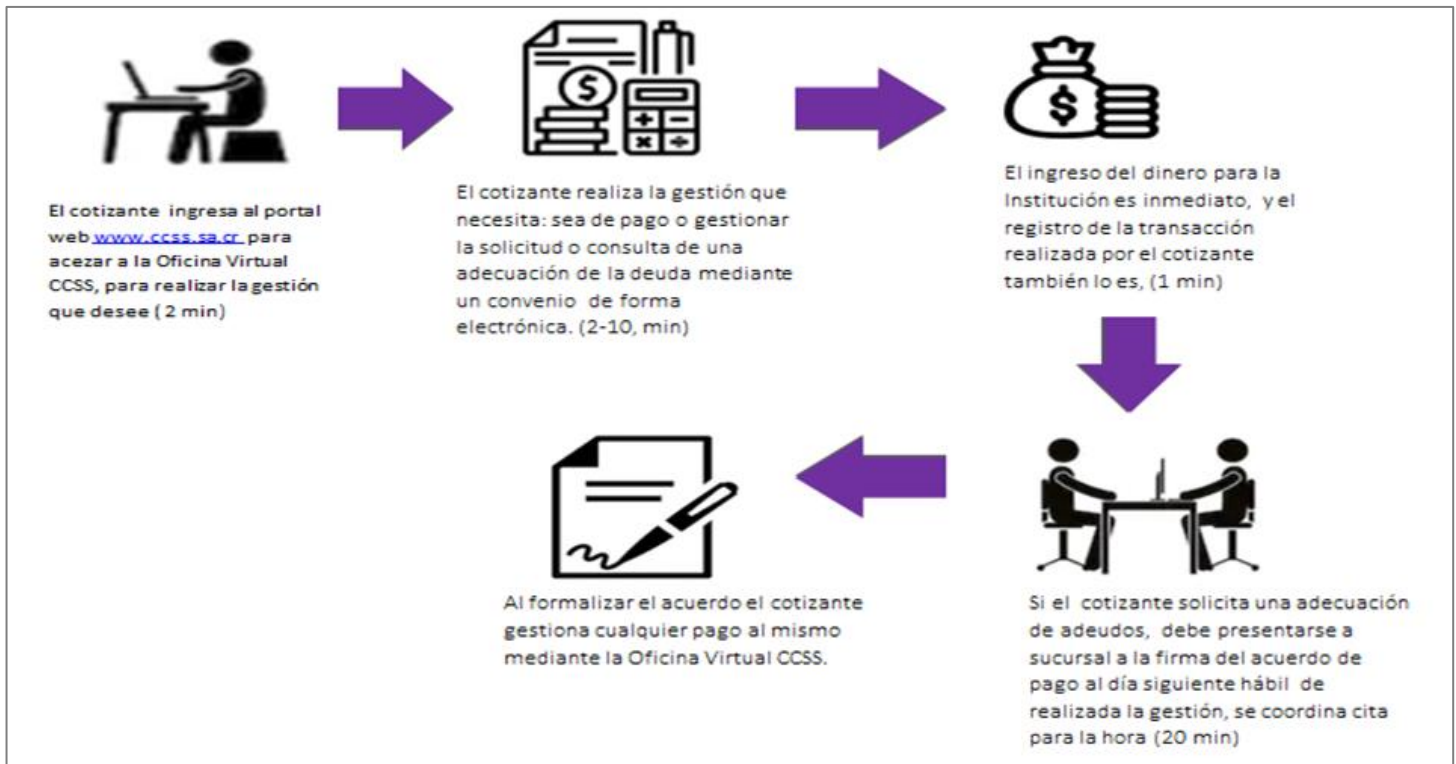 El cotizante ingresa al portal
web www.ccss.sa.cr para
acezar a la Oficina Virtual
CCSS, para realizar la gestión
que desee ( 2 min)
El cotizante realiza la gestión que
necesita: sea de pago o gestionar
la solicitud o consulta de una
adecuación de la deuda mediante
un convenio de forma
electrónica. (2-10, min)
El ingreso del dinero para la
Institución es inmediato, y el
registro de la transacción
realizada por el cotizante
también lo es, (1 min)
Si el cotizante solicita una adecuación
de adeudos, debe presentarse a
sucursal a la firma del acuerdo de
pago al día siguiente hábil de
realizada la gestión, se coordina cita
para la hora (20 min)
Al formalizar el acuerdo el cotizante
gestiona cualquier pago al mismo
mediante la Oficina Virtual CCSS.